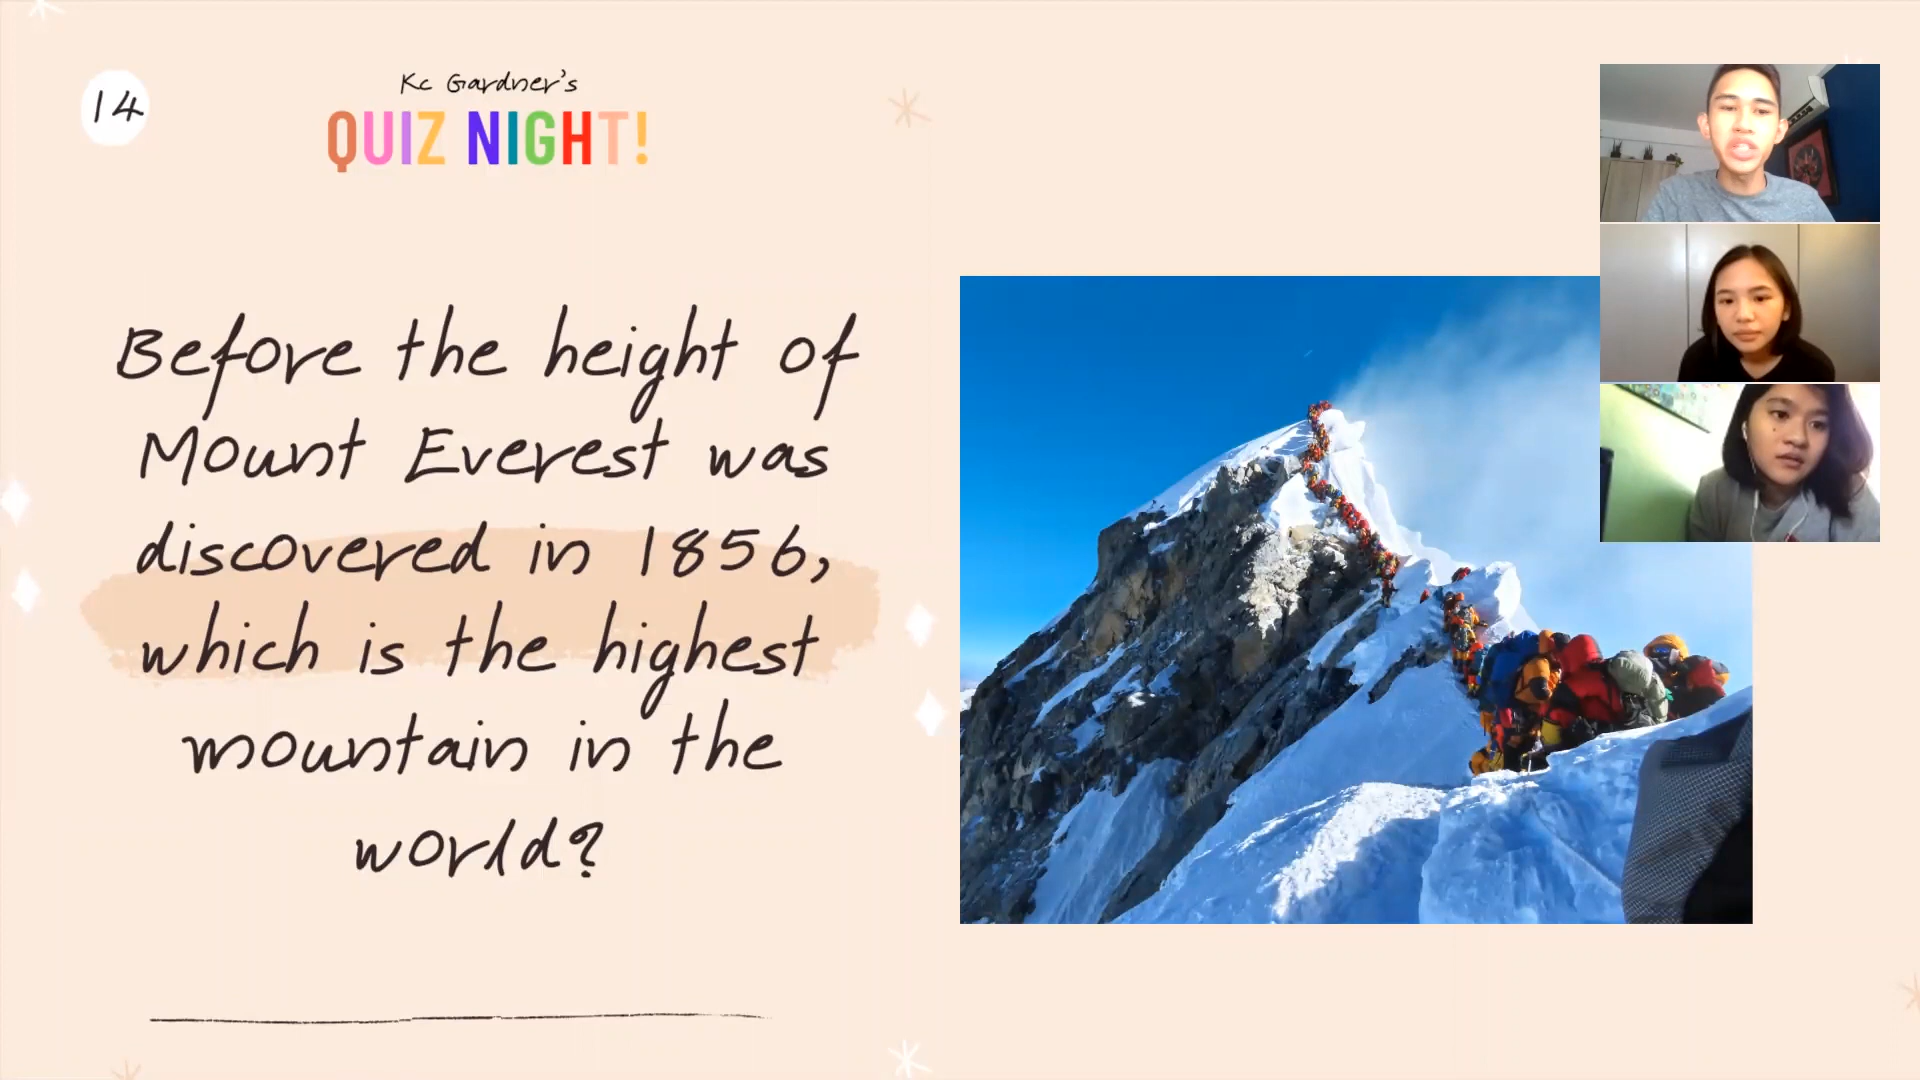 14
Kc Gardner's
QUIZ NIGHT!
Before the height of
Mount Everest was
discovered in 1856,
which is the highest
mountain in the
world?